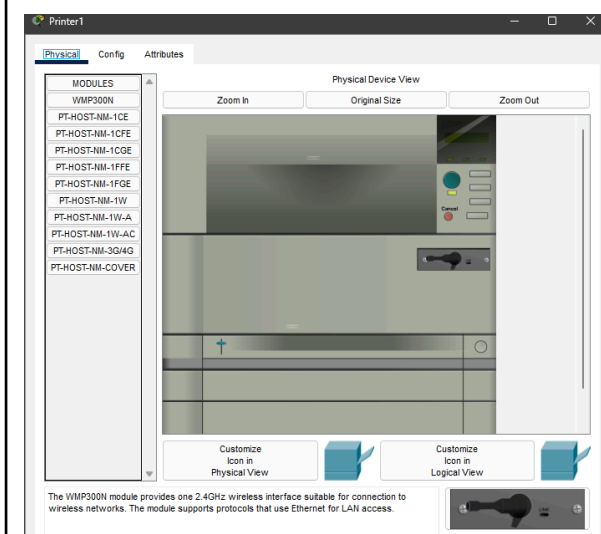 Printer1
Physical Config Attributes
MODULES
WMP300N
PT-HOST-NM-1CE
PT-HOST-NM-1CFE
PT-HOST-NM-1CGE
PT-HOST-NM-1FFE
PT-HOST-NM-1FGE
PT-HOST-NM-1W
PT-HOST-NM-1W-A
PT-HOST-NM-1W-AC
PT-HOST-NM-3G/4G
PT-HOST-NM-COVER
Physical Device View
Zoom In Original Size Zoom Out
Cancel
Customize
Icon in
Physical View
Customize
Icon in
Logical View
The WMP300N module provides one 2.4GHz wireless interface suitable for connection to
wireless networks. The module supports protocols that use Ethernet for LAN access.